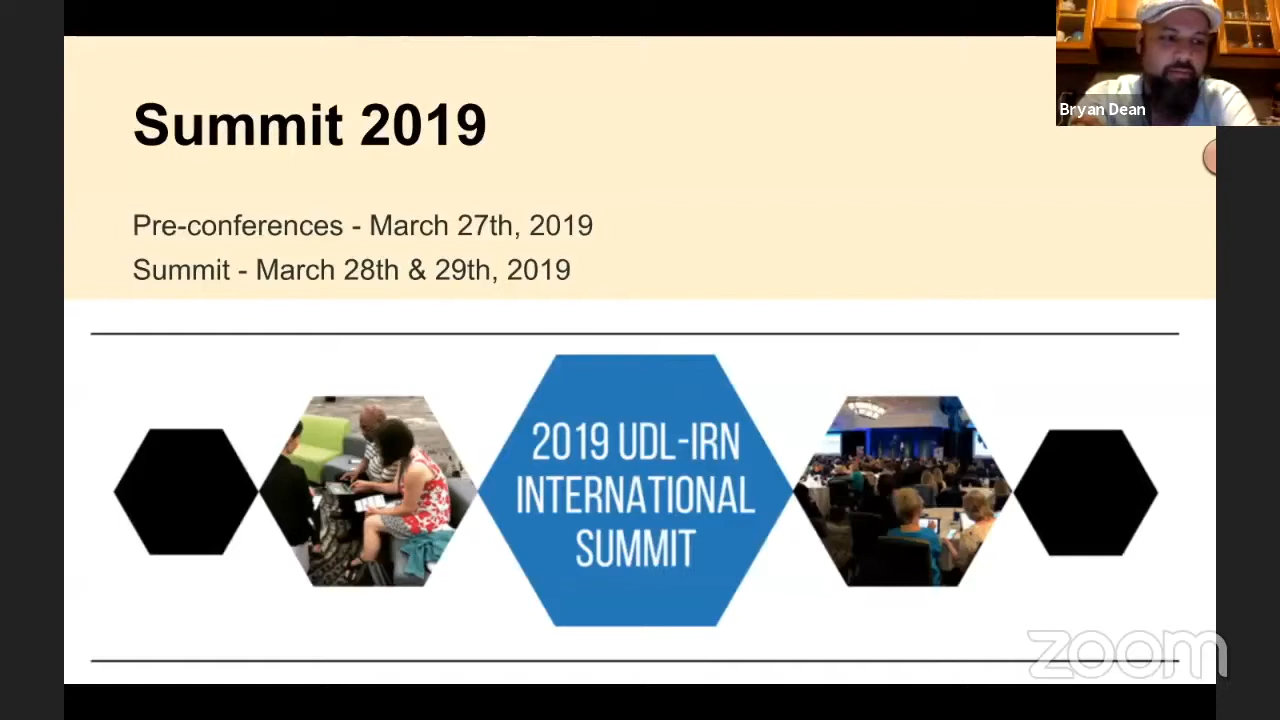 Summit 2019
Bryan Dean
Pre-conferences - March 27th, 2019
Summit - March 28th & 29th, 2019
2019 UDL-IRN
INTERNATIONAL
SUMMIT
zoom